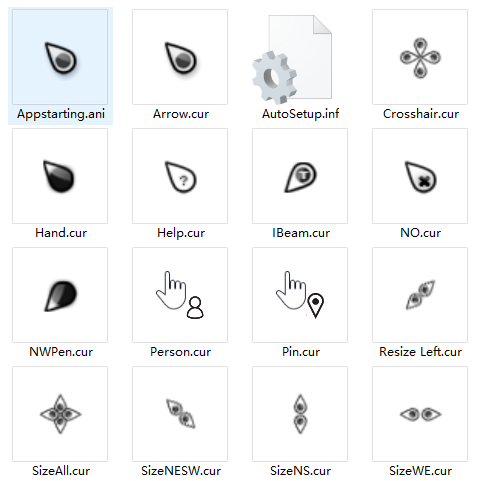 Appstarting.ani
Arrow.cur
AutoSetup.inf
Crosshair.cur
Hand.cur
?
Help.cur
T
IBeam.cur
NO.cur
NWPen.cur
Person.cur
Pin.cur
Resize Left.cur
SizeAll.cur
SizeNESW.cur
SizeNS.cur
SizeWE.cur